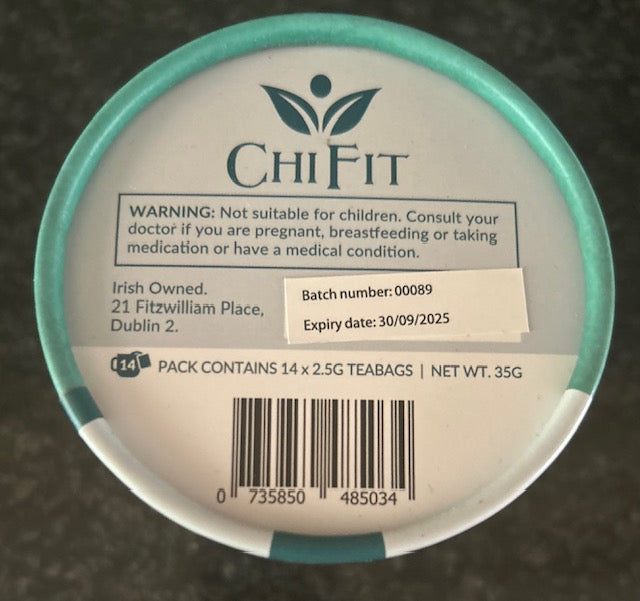 CHI FIT
WARNING: Not suitable for children. Consult your
doctor if you are pregnant, breastfeeding or taking
medication or have a medical condition.
Irish Owned.
21 Fitzwilliam Place,
Dublin 2.
Batch number: 00089
Expiry date: 30/09/2025
14 PACK CONTAINS 14 x 2.5G TEABAGS | NET WT. 35G
0 735850 485034